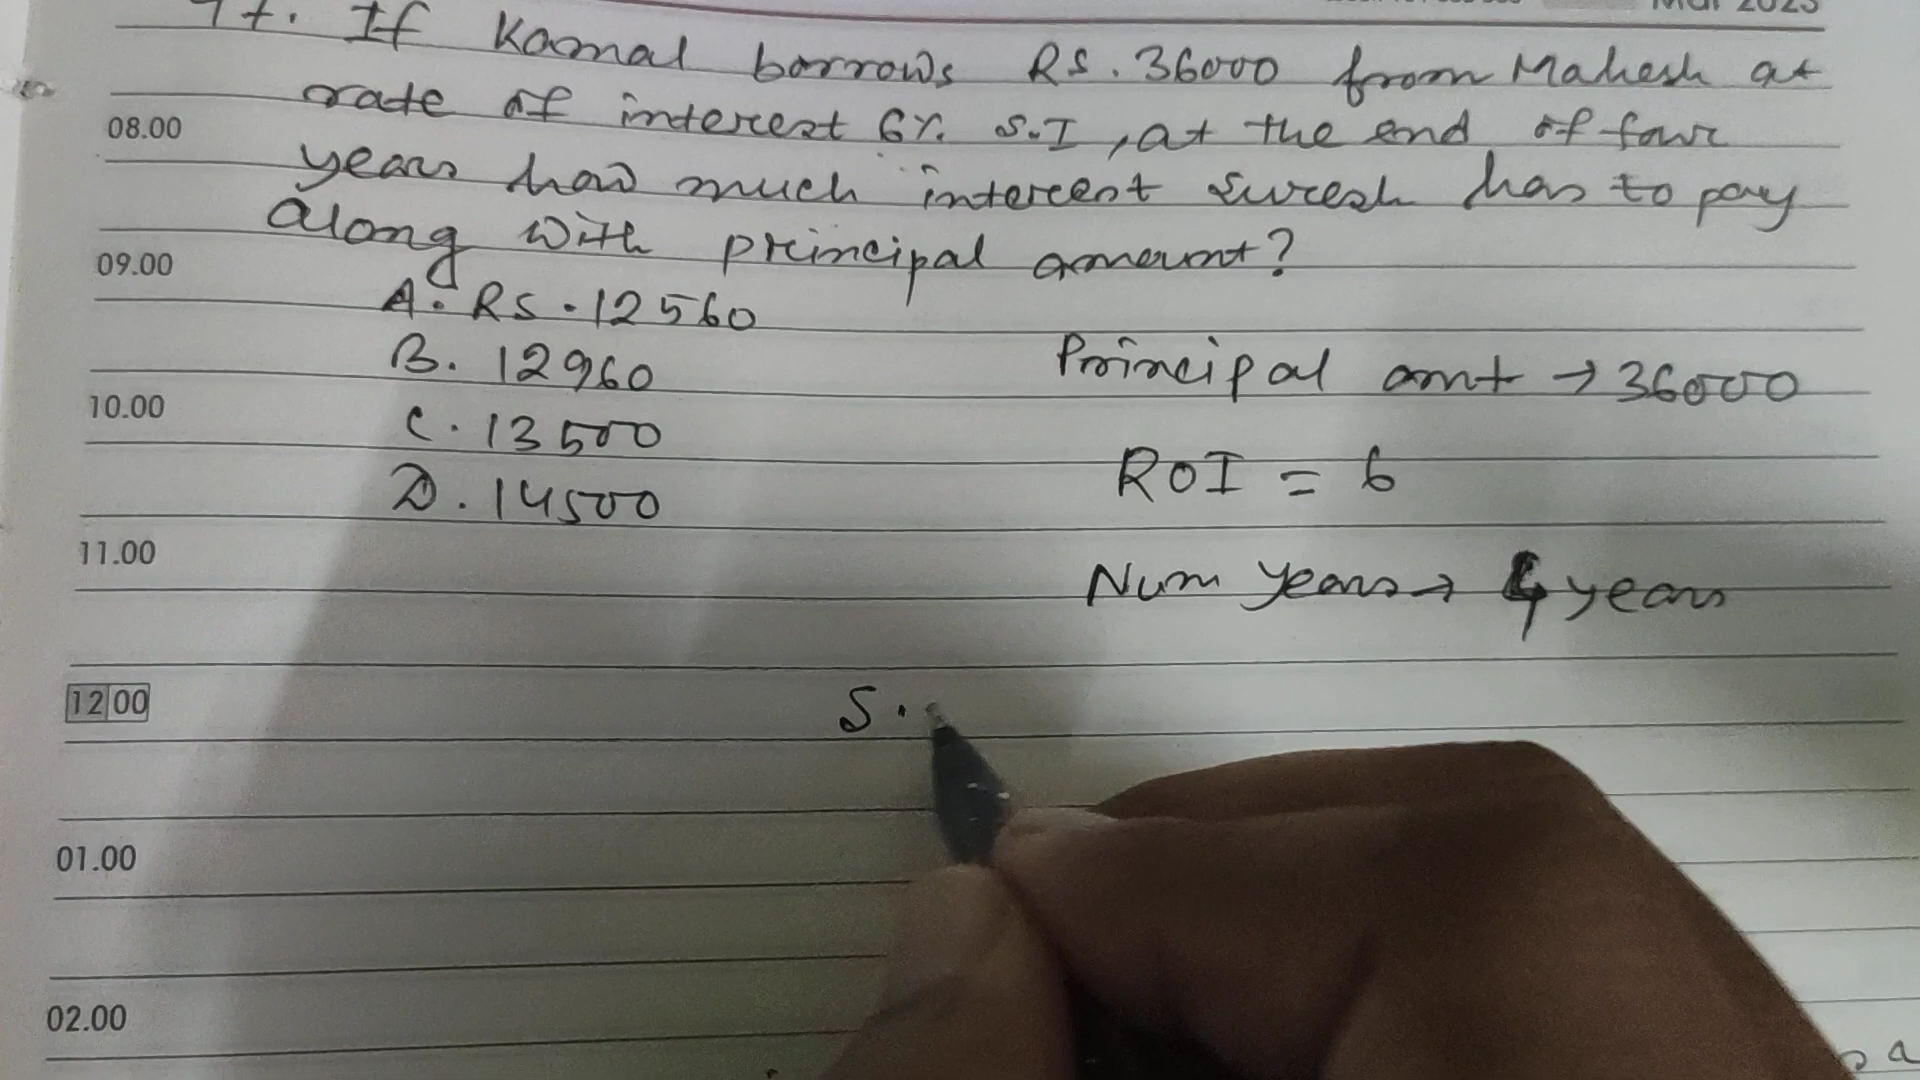 If Kamal borrows RS. 36000 from Mahesh at
rate of interest 6% S.I, at the end of four
years how much interest Suresh has to pay
along with principal amount?
A. RS. 12560
B. 12960
C. 13500
D. 14500
Principal amt → 36000
ROI = 6
Num years → 4 years
S.
08.00
09.00
10.00
11.00
12 00
01.00
02.00